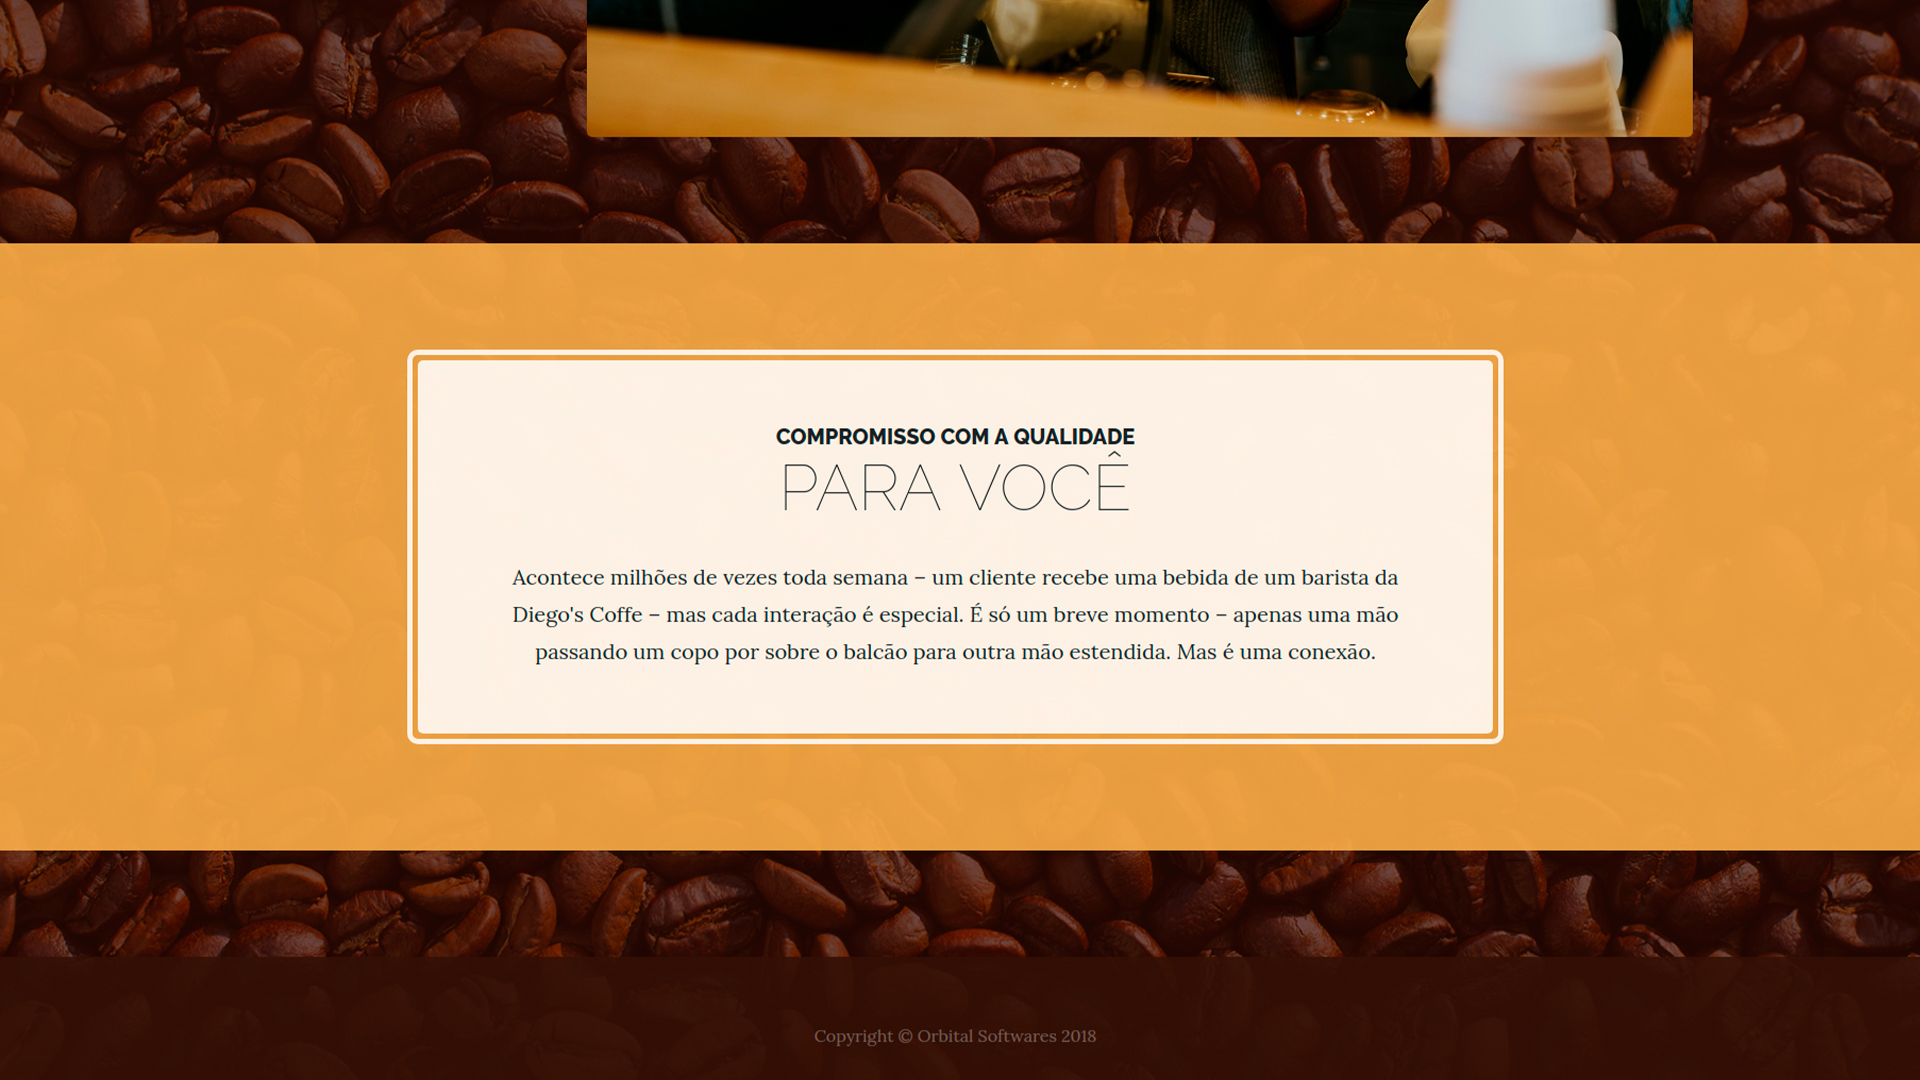 COMPROMISSO COM A QUALIDADE
PARA VOCÊ
Acontece milhões de vezes toda semana – um cliente recebe uma bebida de um barista da
Diego's Coffe – mas cada interação é especial. É só um breve momento – apenas uma mão
passando um copo por sobre o balcão para outra mão estendida. Mas é uma conexão.
Copyright © Orbital Softwares 2018